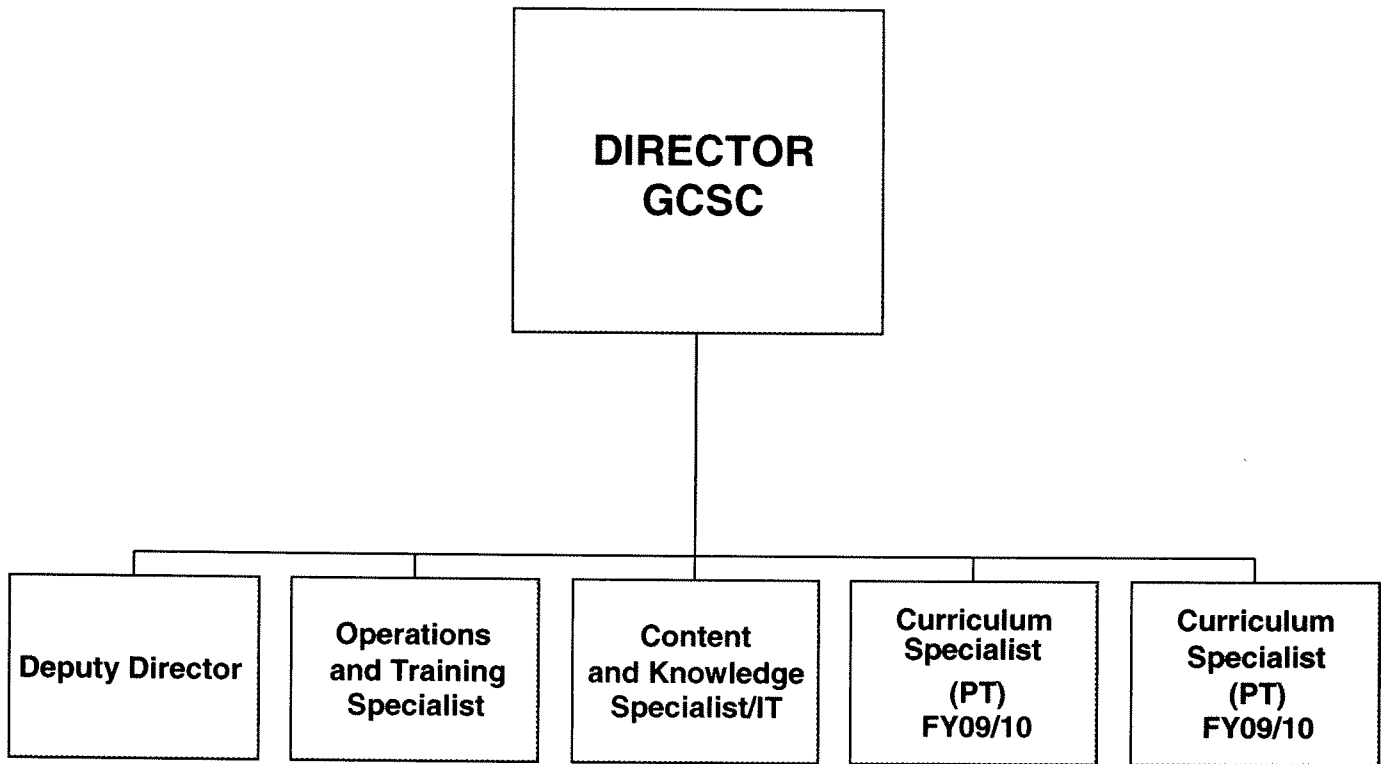 DIRECTOR
GCSC
Deputy Director
Operations
and Training
Specialist
Content
and Knowledge
Specialist/IT
Curriculum
Specialist
(PT)
FY09/10
Curriculum
Specialist
(PT)
FY09/10